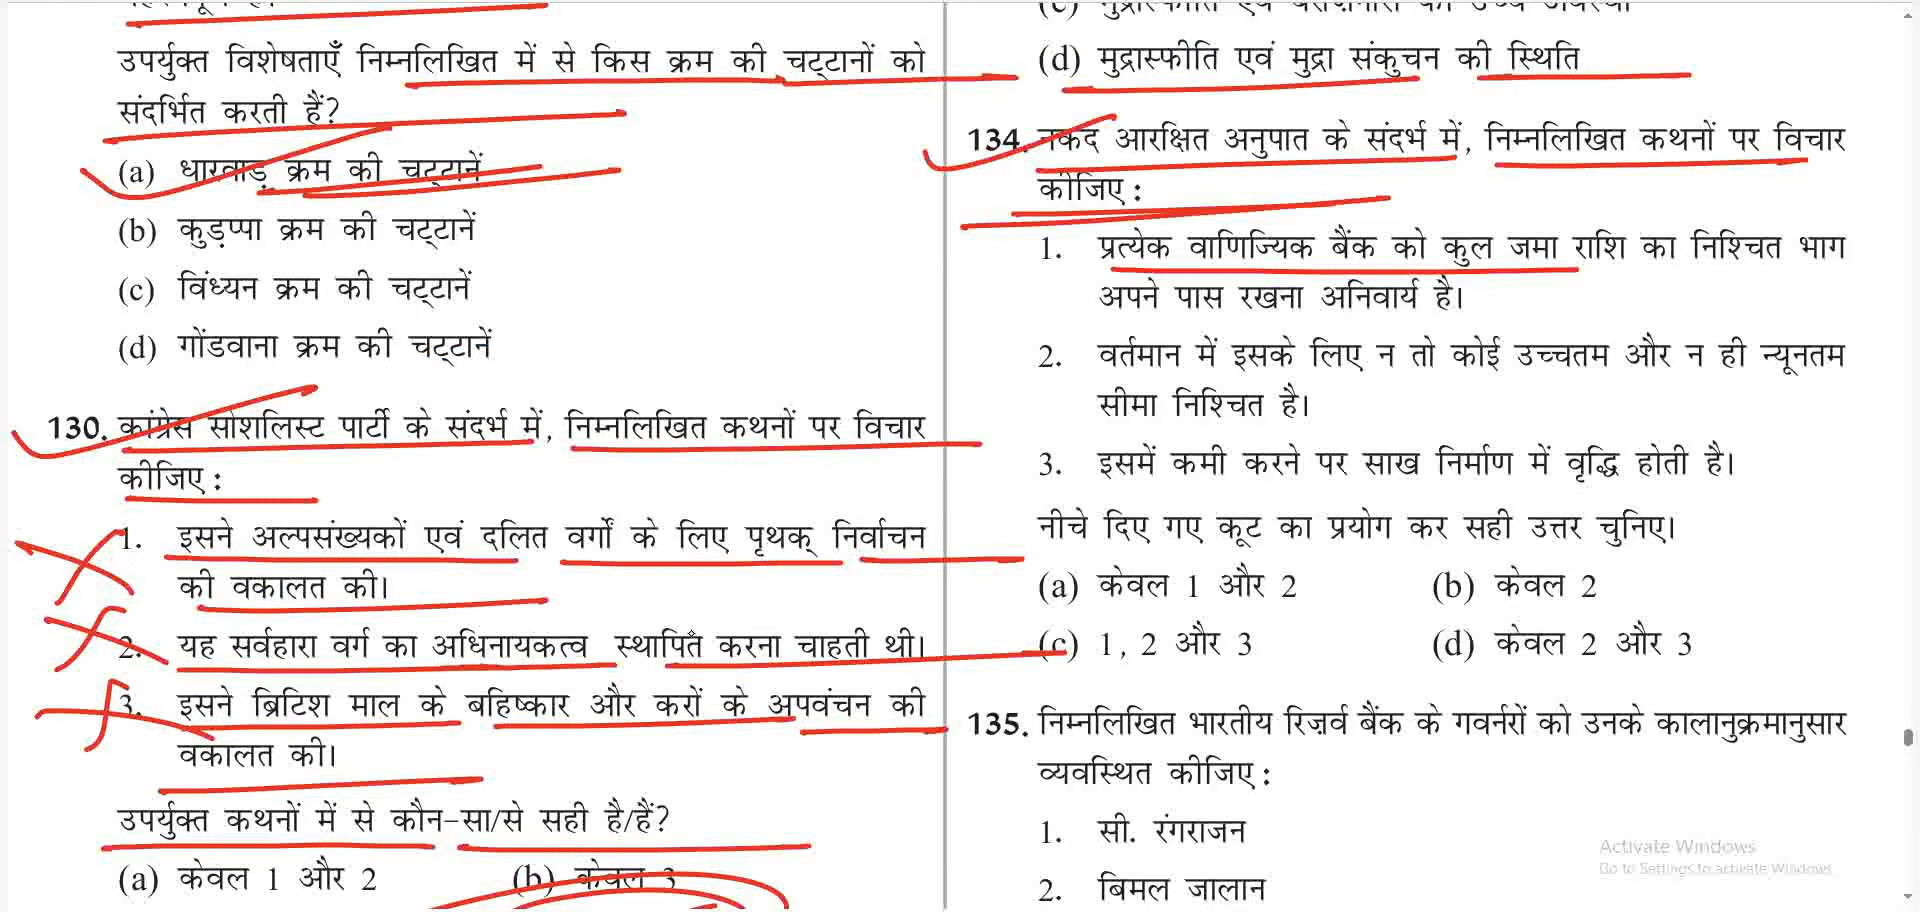 उपर्युक्त विशेषताएँ निम्नलिखित में से किस क्रम की चट्टानों को
संदर्भित करती हैं?
(a) धारवाड़ क्रम की चट्टानें
(b) कुड़प्पा क्रम की चट्टानें
(c) विंध्यन क्रम की चट्टानें
(d) गोंडवाना क्रम की चट्टानें
130. कांग्रेस सोशलिस्ट पार्टी के संदर्भ में, निम्नलिखित कथनों पर विचार
कीजिए :
1. इसने अल्पसंख्यकों एवं दलित वर्गों के लिए पृथक् निर्वाचन
की वकालत की।
2. यह सर्वहारा वर्ग का अधिनायकत्व स्थापित करना चाहती थी।
3. इसने ब्रिटिश माल के बहिष्कार और करों के अपवंचन की
वकालत की।
उपर्युक्त कथनों में से कौन-सा/से सही है/हैं?
(a) केवल 1 और 2 (b) केवल 3
(d) मुद्रास्फीति एवं मुद्रा संकुचन की स्थिति
134. नकद आरक्षित अनुपात के संदर्भ में, निम्नलिखित कथनों पर विचार
कीजिए :
1. प्रत्येक वाणिज्यिक बैंक को कुल जमा राशि का निश्चित भाग
अपने पास रखना अनिवार्य है।
2. वर्तमान में इसके लिए न तो कोई उच्चतम और न ही न्यूनतम
सीमा निश्चित है।
3. इसमें कमी करने पर साख निर्माण में वृद्धि होती है।
नीचे दिए गए कूट का प्रयोग कर सही उत्तर चुनिए।
(a) केवल 1 और 2 (b) केवल 2
(c) 1, 2 और 3 (d) केवल 2 और 3
135. निम्नलिखित भारतीय रिज़र्व बैंक के गवर्नरों को उनके कालानुक्रमानुसार
व्यवस्थित कीजिए :
1. सी. रंगराजन
2. बिमल जालान
Activate Windows
Go to Settings to activate Windows